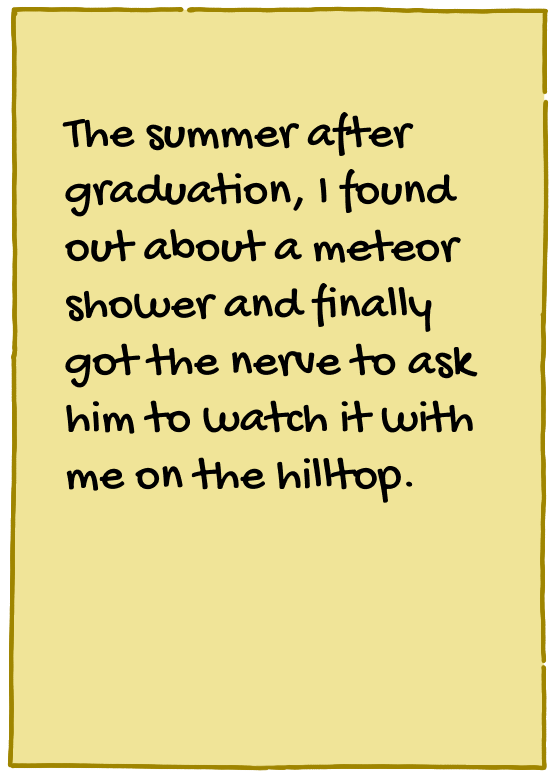 The summer after
graduation, I found
out about a meteor
shower and finally
got the nerve to ask
him to watch it with
me on the hilltop.